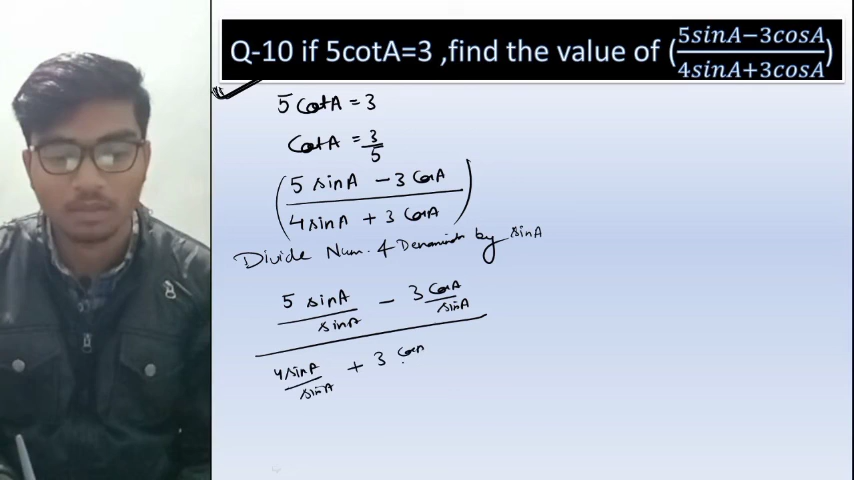 Q-10 if 5cotA=3 ,find the value of (5sinA−3cosA/4sinA+3cosA)
5 cotA = 3
cotA = 3/5
(5 sinA − 3 cosA / 4 sinA + 3 cosA)
Divide Num. & by sinA
5 sinA/sinA − 3 cosA/sinA
4 sinA/sinA + 3 cosA